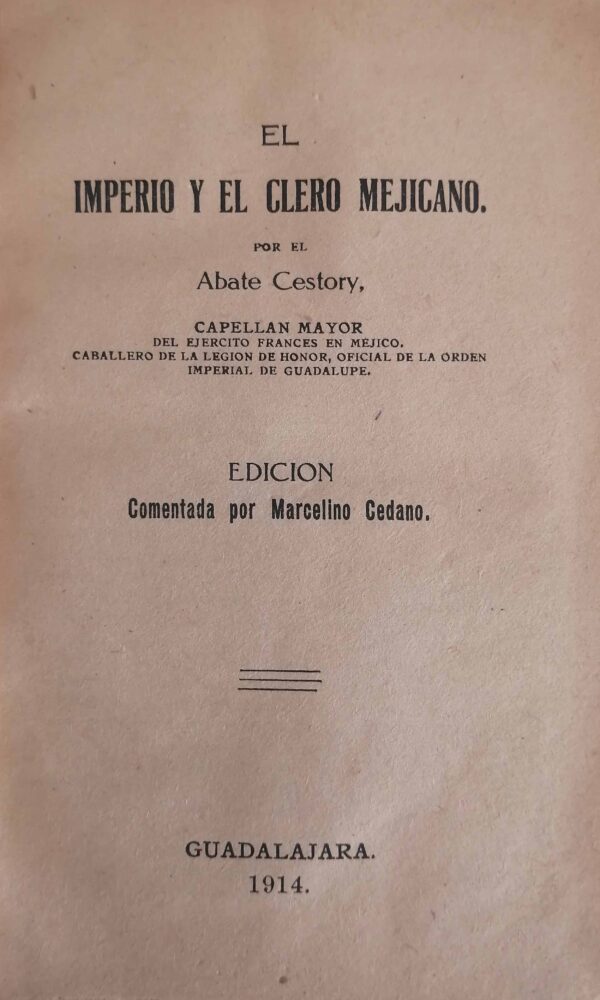 EL
IMPERIO Y EL CLERO MEJICANO.
POR EL
Abate Cestory,
CAPELLAN MAYOR
DEL EJERCITO FRANCES EN MEJICO.
CABALLERO DE LA LEGION DE HONOR, OFICIAL DE LA ORDEN
IMPERIAL DE GUADALUPE.
EDICION
Comentada por Marcelino Cedano.
GUADALAJARA.
1914.